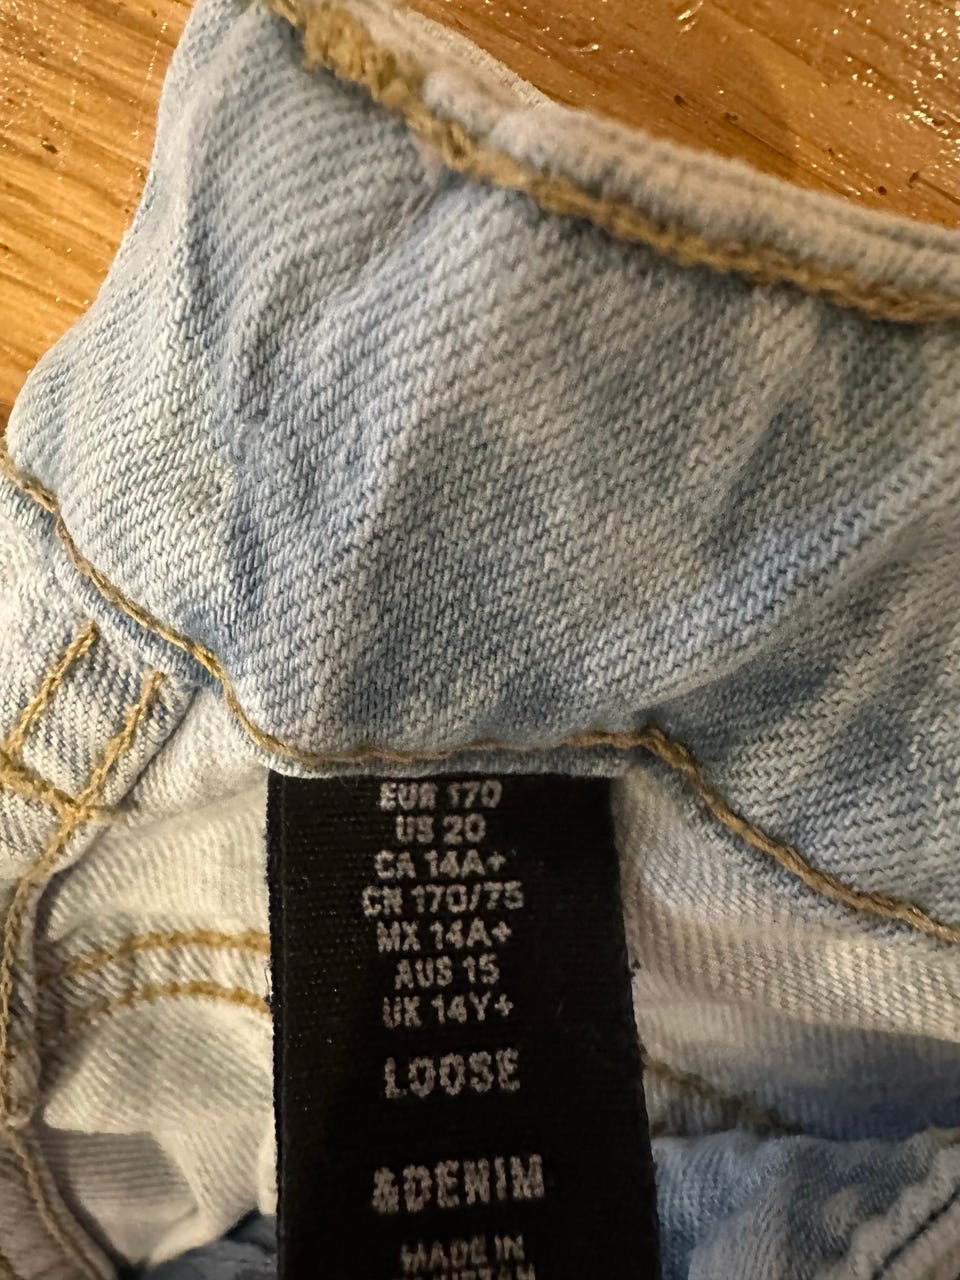 EUR 170
US 20
CA 14A+
CN 170/75
MX 14A+
AUS 15
UK 14Y+
LOOSE
&DENIM
MADE IN